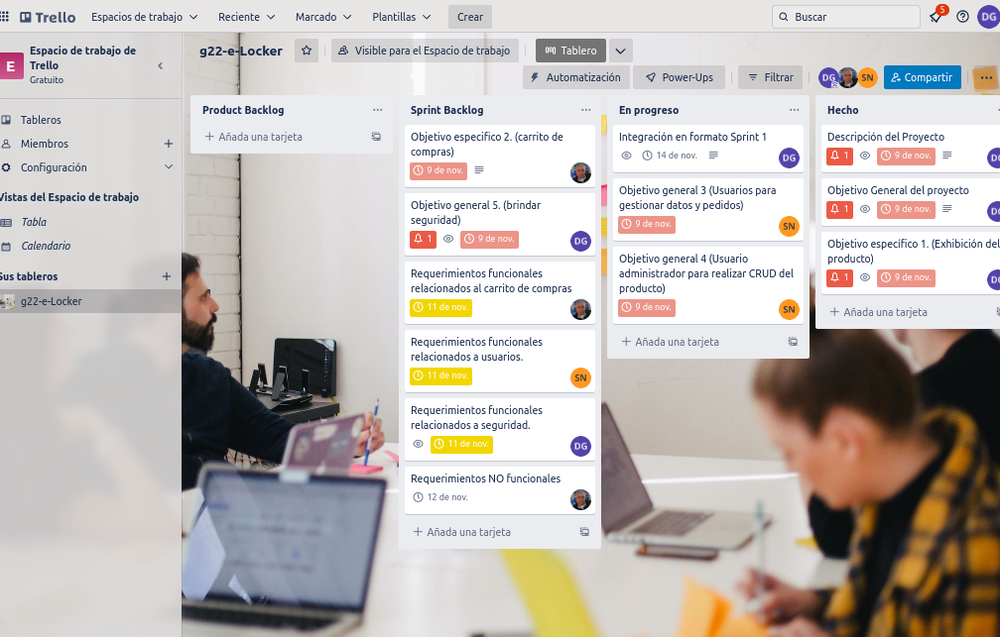 Trello
Espacios de trabajo
Reciente
Marcado
Plantillas
Crear
Buscar
5
DG
E
Espacio de trabajo de
Trello
Gratuito
Tableros
Miembros
Configuración
Vistas del Espacio de trabajo
Tabla
Calendario
Sus tableros
g22-e-Locker
g22-e-Locker
Visible para el Espacio de trabajo
Tablero
Automatización
Power-Ups
Filtrar
DG
SN
Compartir
Product Backlog
Añada una tarjeta
Sprint Backlog
Objetivo especifico 2. (carrito de
compras)
9 de nov.
Objetivo general 5. (brindar
seguridad)
1
9 de nov.
DG
Requerimientos funcionales
relacionados al carrito de compras
11 de nov.
Requerimientos funcionales
relacionados a usuarios.
11 de nov.
SN
Requerimientos funcionales
relacionados a seguridad.
11 de nov.
DG
Requerimientos NO funcionales
12 de nov.
Añada una tarjeta
En progreso
Integración en formato Sprint 1
14 de nov.
DG
Objetivo general 3 (Usuarios para
gestionar datos y pedidos)
9 de nov.
SN
Objetivo general 4 (Usuario
administrador para realizar CRUD del
producto)
9 de nov.
SN
Añada una tarjeta
Hecho
Descripción del Proyecto
1
9 de nov.
DG
Objetivo General del proyecto
1
9 de nov.
DG
Objetivo específico 1. (Exhibición del
producto)
1
9 de nov.
DG
Añada una tarjeta